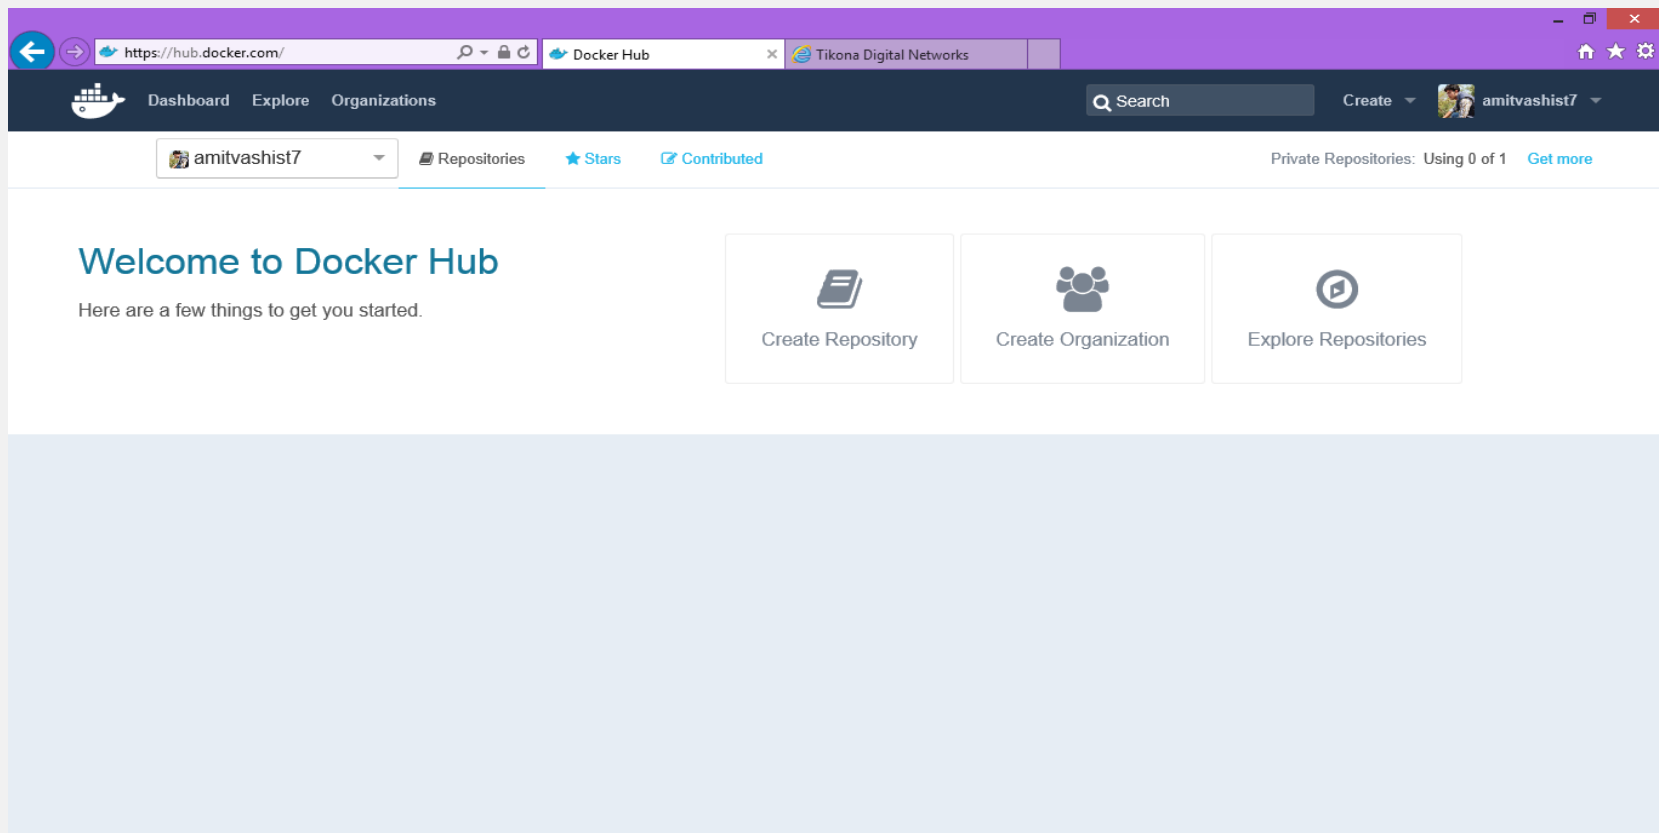 https://hub.docker.com/
Docker Hub
Tikona Digital Networks
Dashboard Explore Organizations
Search
Create
amitvashist7
amitvashist7
Repositories
Stars
Contributed
Private Repositories: Using 0 of 1 Get more
Welcome to Docker Hub
Here are a few things to get you started.
Create Repository
Create Organization
Explore Repositories